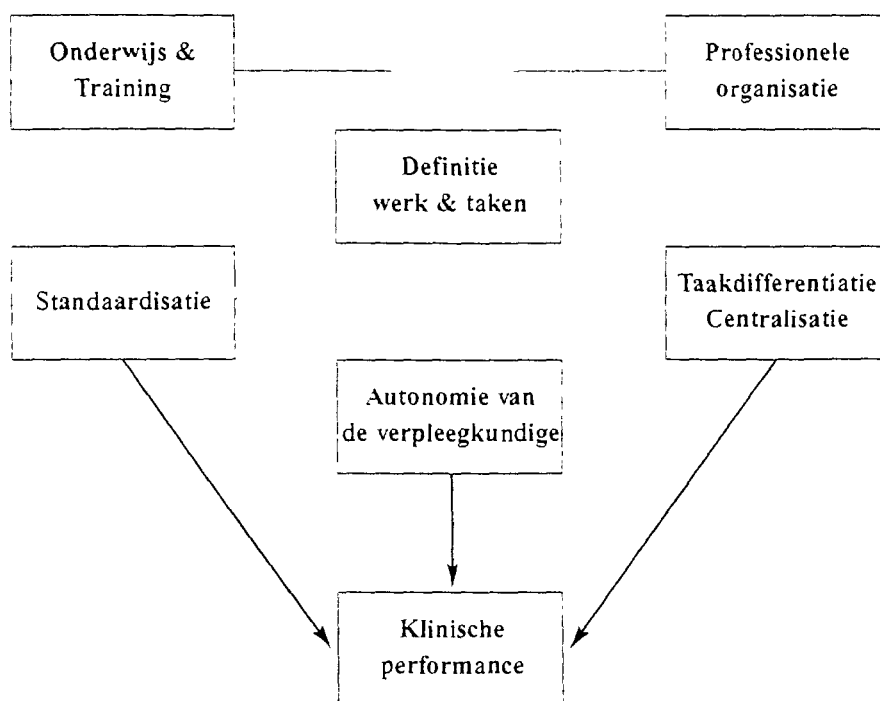 Onderwijs &
Training
Professionele
organisatie
Definitie
werk & taken
Standaardisatie
Taakdifferentiatie
Centralisatie
Autonomie van
de verpleegkundige
Klinische
performance